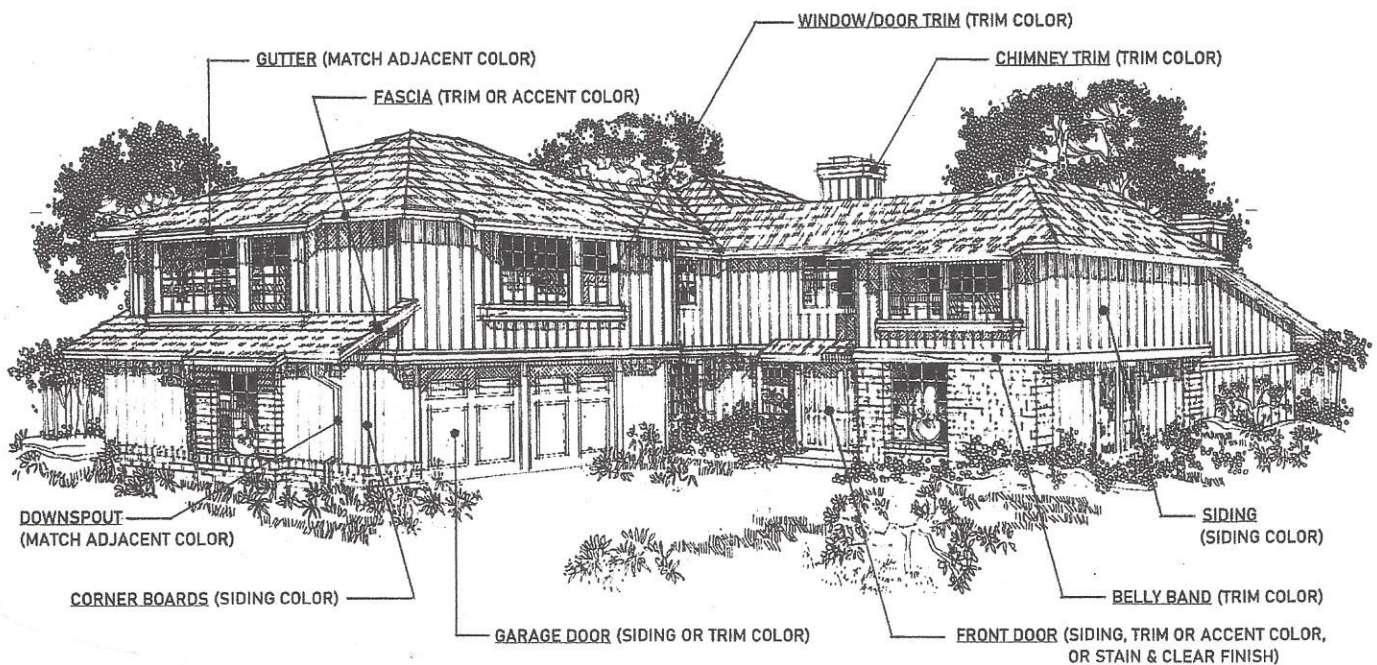 WINDOW/DOOR TRIM (TRIM COLOR)
GUTTER (MATCH ADJACENT COLOR)
CHIMNEY TRIM (TRIM COLOR)
FASCIA (TRIM OR ACCENT COLOR)
DOWNSPOUT
(MATCH ADJACENT COLOR)
SIDING
(SIDING COLOR)
CORNER BOARDS (SIDING COLOR)
BELLY BAND (TRIM COLOR)
GARAGE DOOR (SIDING OR TRIM COLOR)
FRONT DOOR (SIDING, TRIM OR ACCENT COLOR,
OR STAIN & CLEAR FINISH)